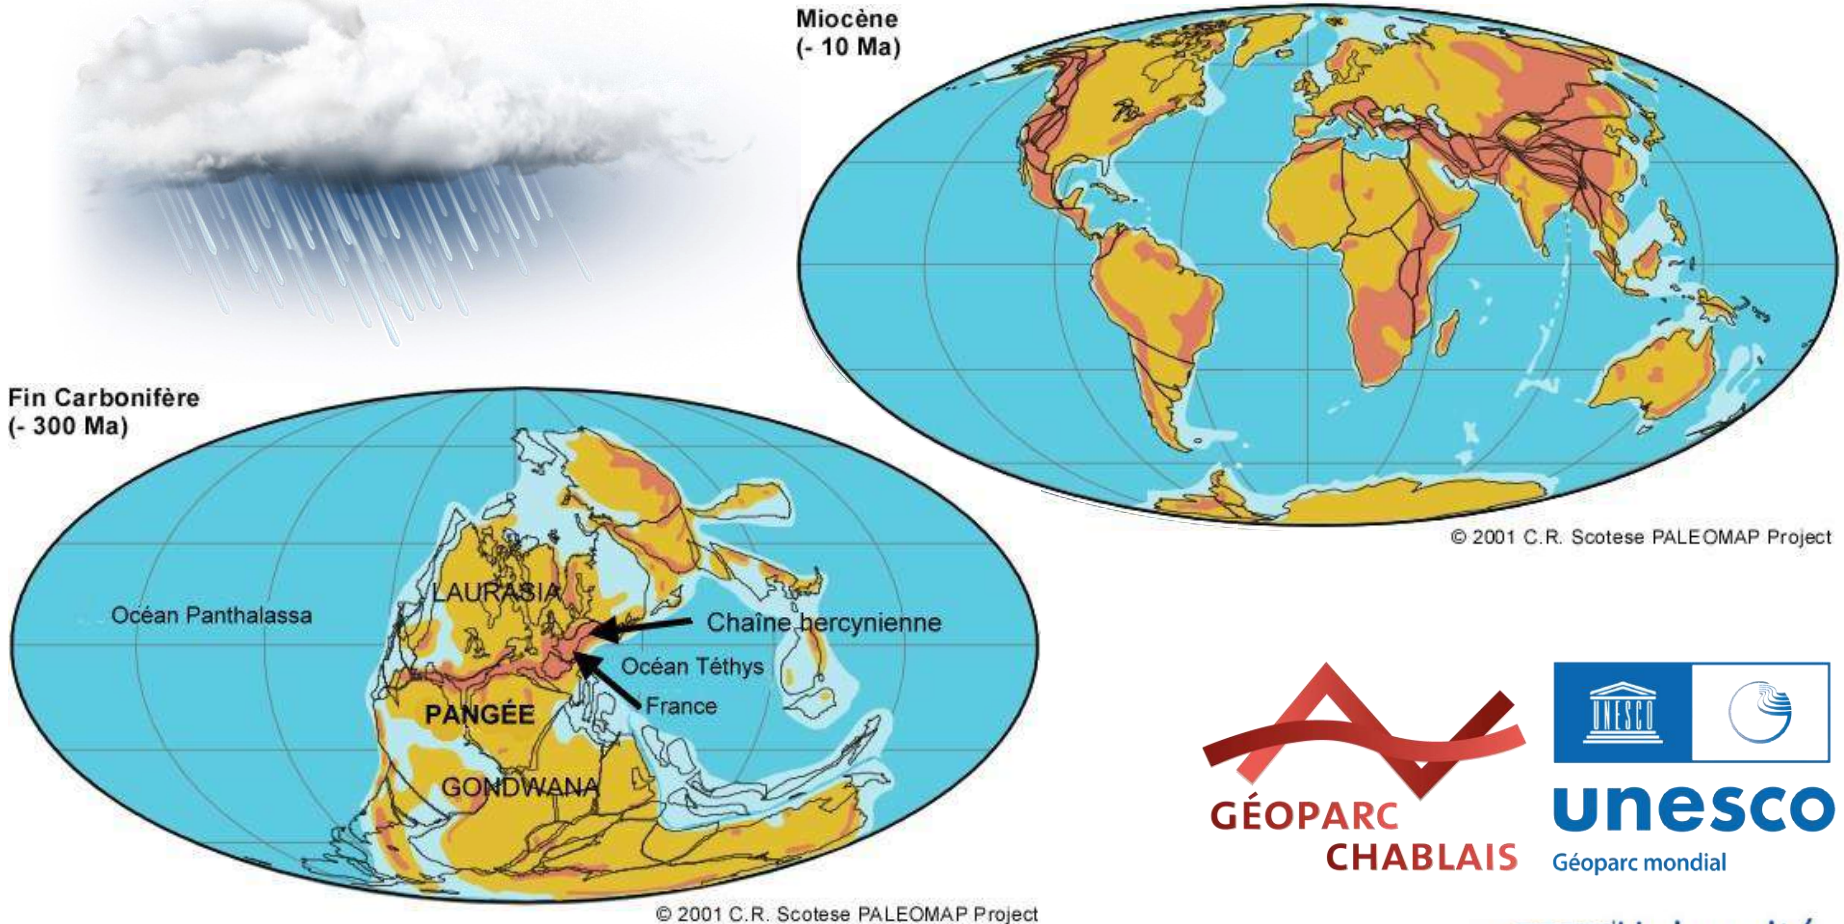 Miocène
(- 10 Ma)
© 2001 C.R. Scotese PALEOMAP Project
Fin Carbonifère
(- 300 Ma)
LAURASIA
Océan Panthalassa
Chaîne hercynienne
Océan Téthys
France
PANGÉE
GONDWANA
© 2001 C.R. Scotese PALEOMAP Project
GÉOPARC
CHABLAIS
UNESCO
unesco
Géoparc mondial